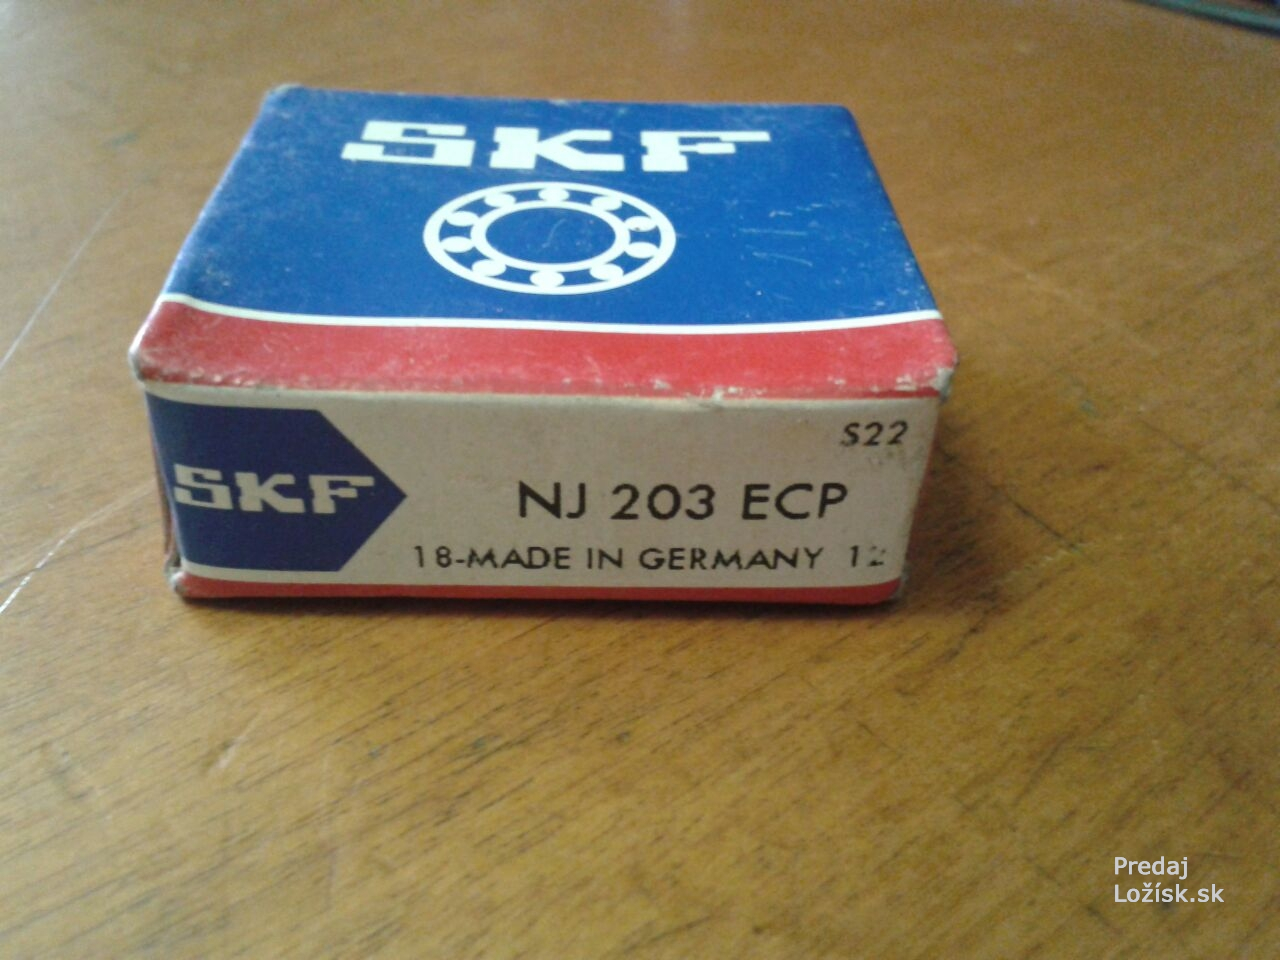 SKF
S22
SKF
NJ 203 ECP
18-MADE IN GERMANY 12
Predaj
Ložísk.sk